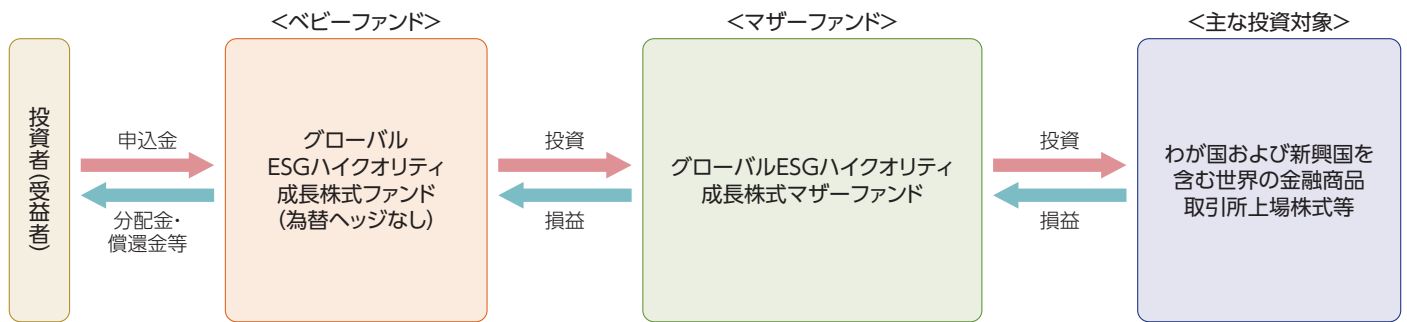 <ベビーファンド>
<マザーファンド>
<主な投資対象>
投資者(受益者)
申込金
分配金・
償還金等
グローバル
ESGハイクオリティ
成長株式ファンド
(為替ヘッジなし)
投資
損益
グローバルESGハイクオリティ
成長株式マザーファンド
投資
損益
わが国および新興国を
含む世界の金融商品
取引所上場株式等